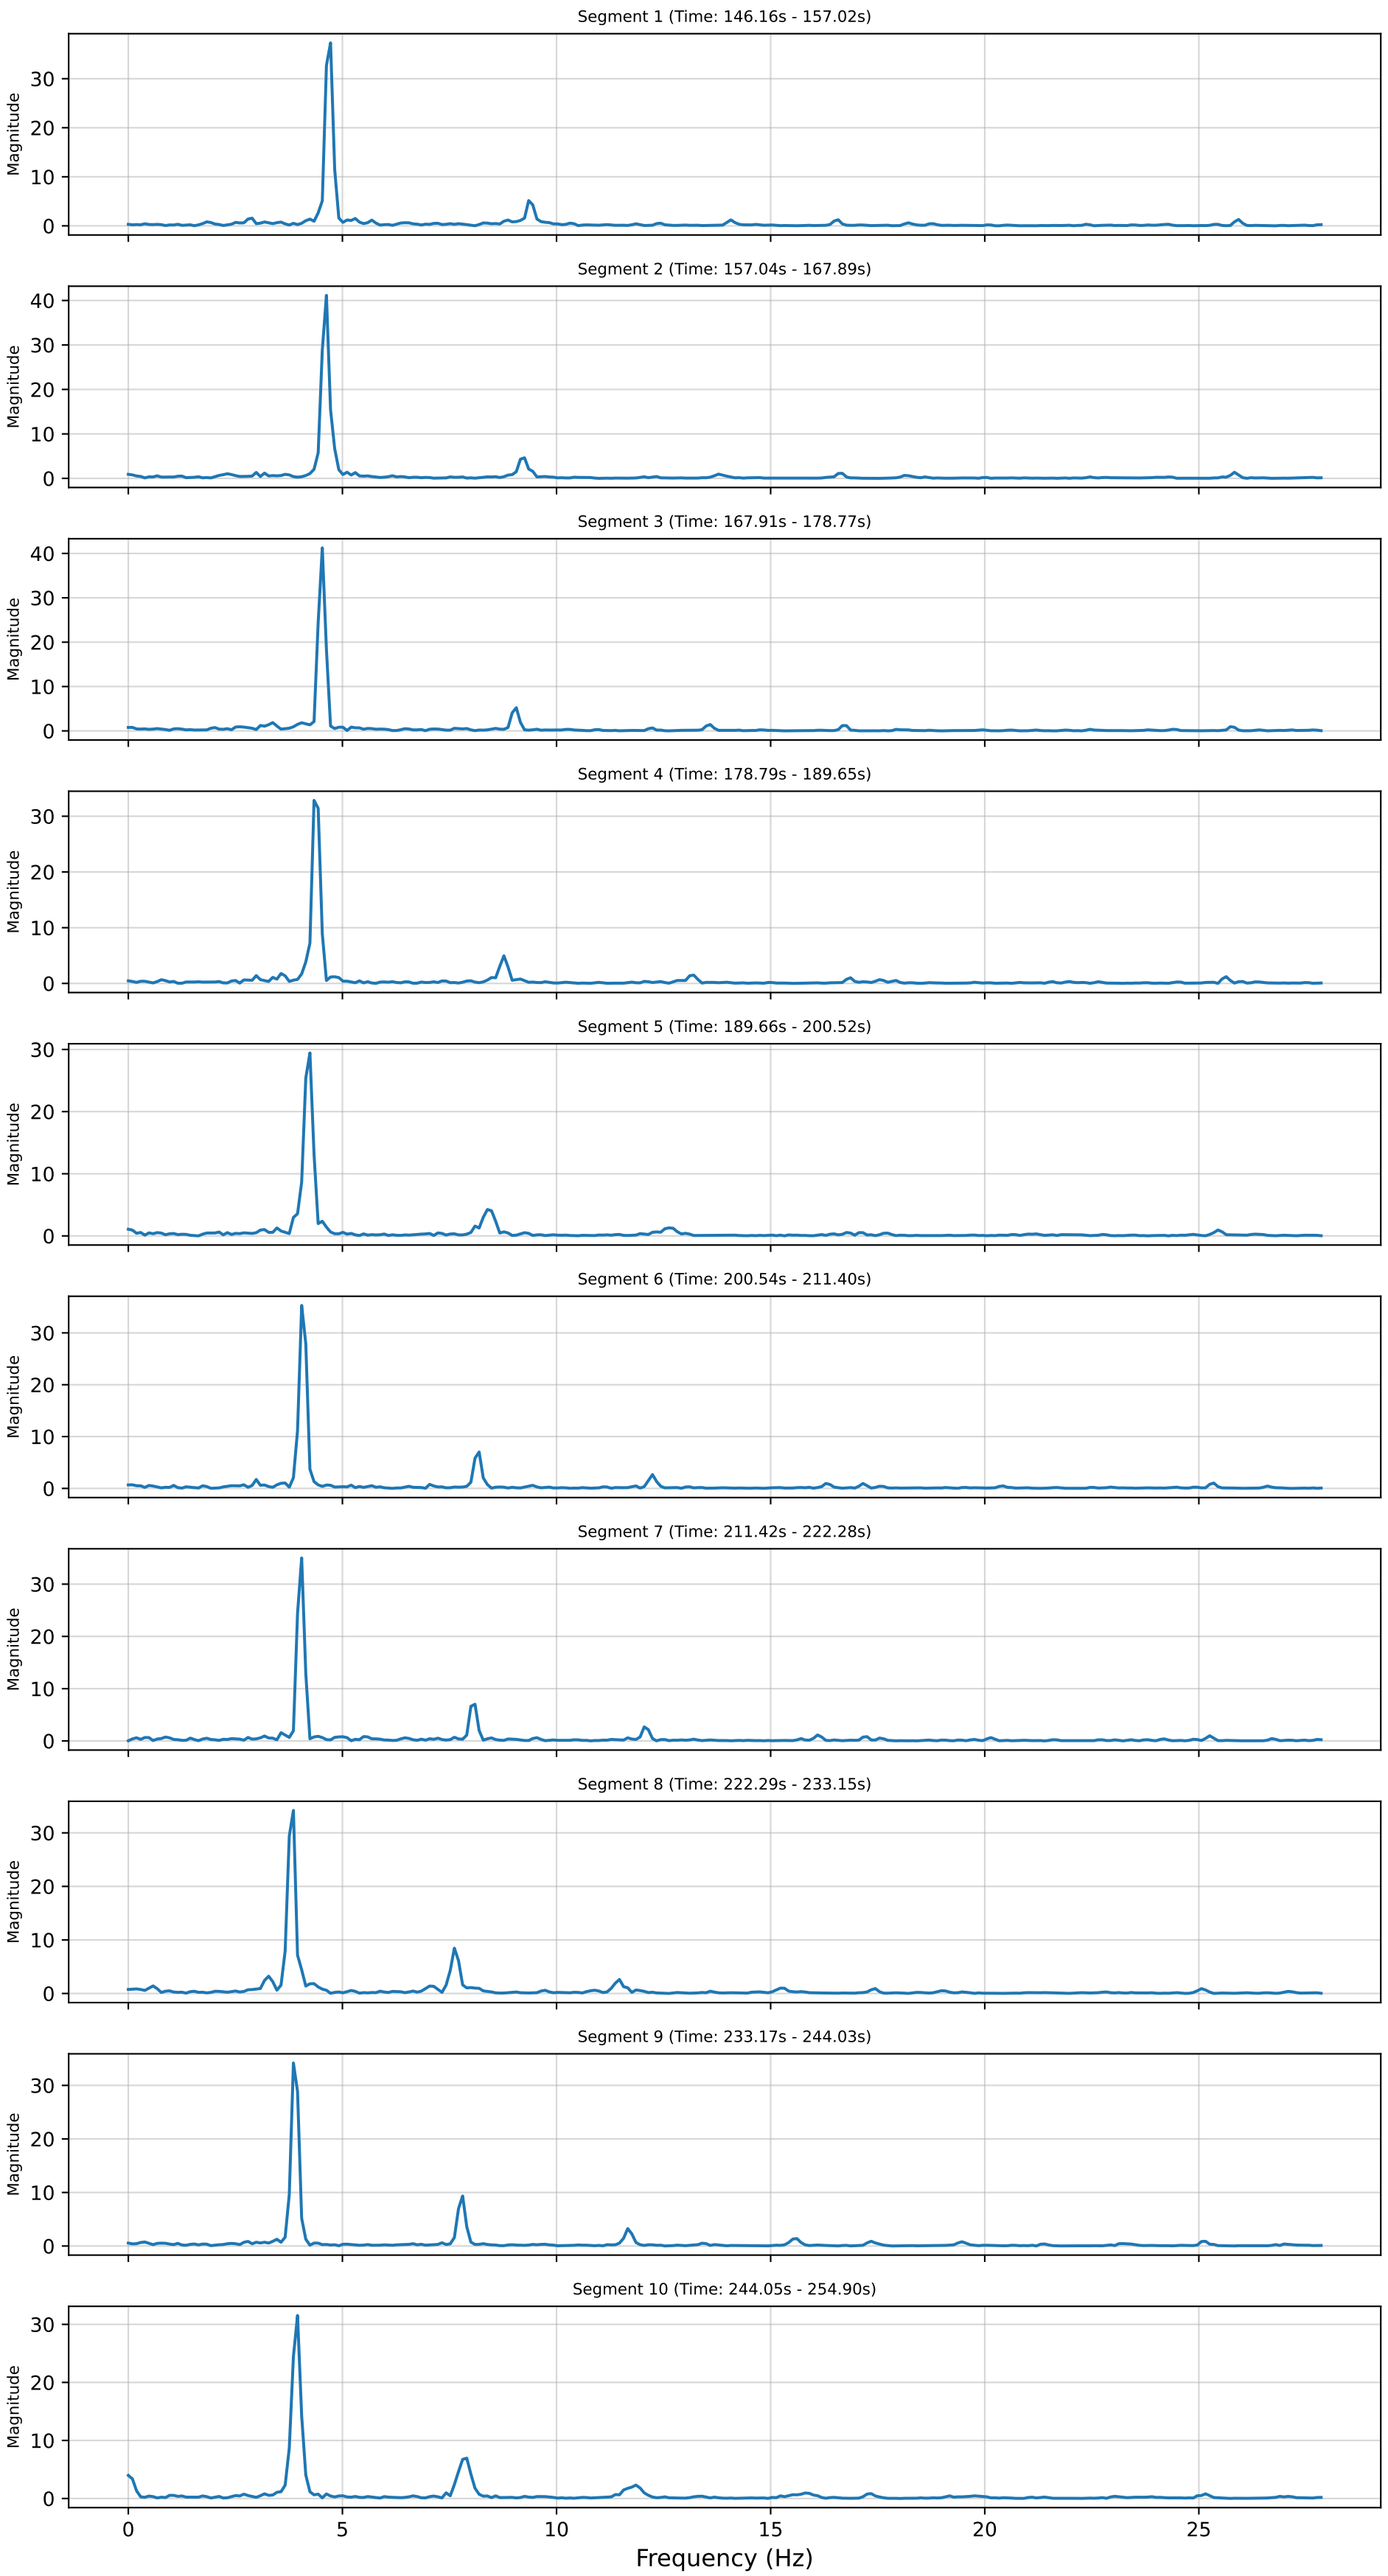 Segment 1 (Time: 146.16s - 157.02s)
Magnitude
30
20
10
0
Segment 2 (Time: 157.04s - 167.89s)
Magnitude
40
30
20
10
0
Segment 3 (Time: 167.91s - 178.77s)
Magnitude
40
30
20
10
0
Segment 4 (Time: 178.79s - 189.65s)
Magnitude
30
20
10
0
Segment 5 (Time: 189.66s - 200.52s)
Magnitude
30
20
10
0
Segment 6 (Time: 200.54s - 211.40s)
Magnitude
30
20
10
0
Segment 7 (Time: 211.42s - 222.28s)
Magnitude
30
20
10
0
Segment 8 (Time: 222.29s - 233.15s)
Magnitude
30
20
10
0
Segment 9 (Time: 233.17s - 244.03s)
Magnitude
30
20
10
0
Segment 10 (Time: 244.05s - 254.90s)
Magnitude
30
20
10
0
0 5 10 15 20 25
Frequency (Hz)